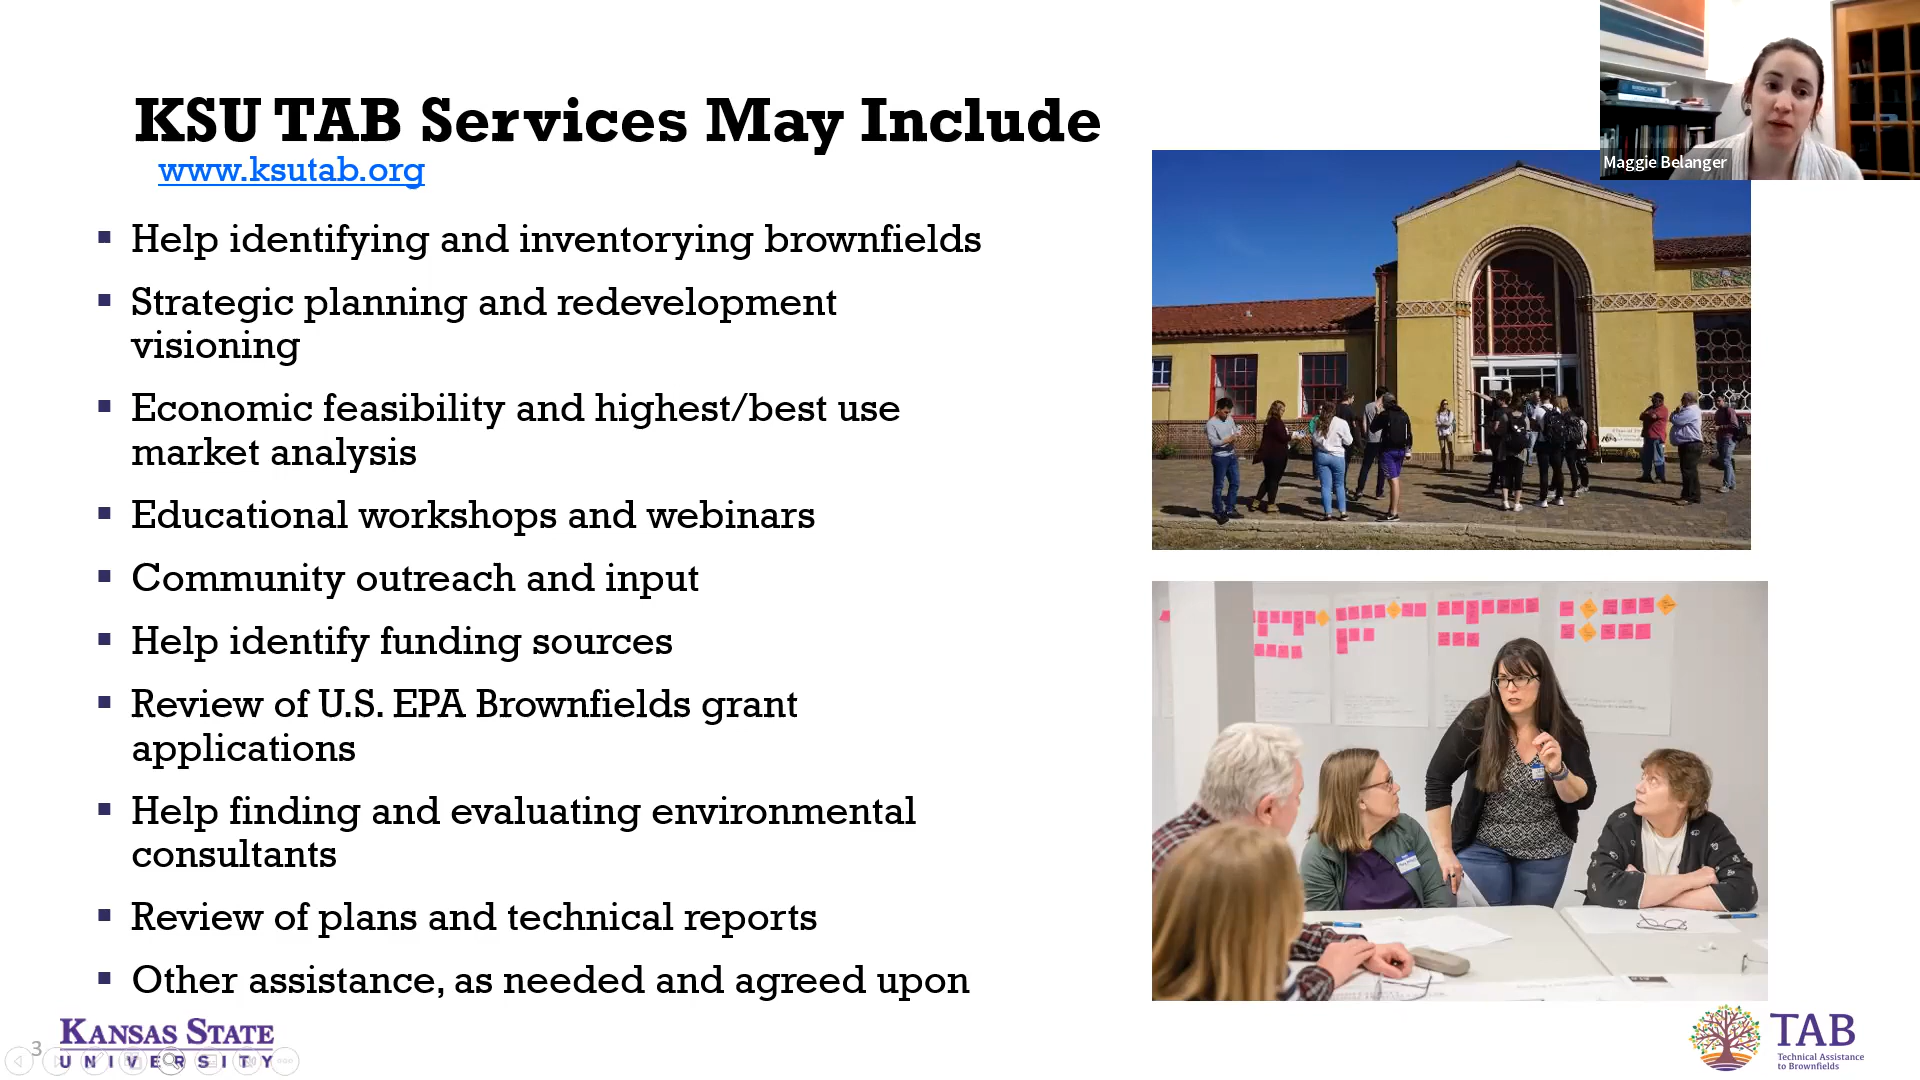 KSU TAB Services May Include
www.ksutab.org
Maggie Belanger
▪ Help identifying and inventorying brownfields
▪ Strategic planning and redevelopment
visioning
▪ Economic feasibility and highest/best use
market analysis
▪ Educational workshops and webinars
▪ Community outreach and input
▪ Help identify funding sources
▪ Review of U.S. EPA Brownfields grant
applications
▪ Help finding and evaluating environmental
consultants
▪ Review of plans and technical reports
▪ Other assistance, as needed and agreed upon
3
KANSAS STATE
UNIVERSITY
TAB
Technical Assistance
to Brownfields